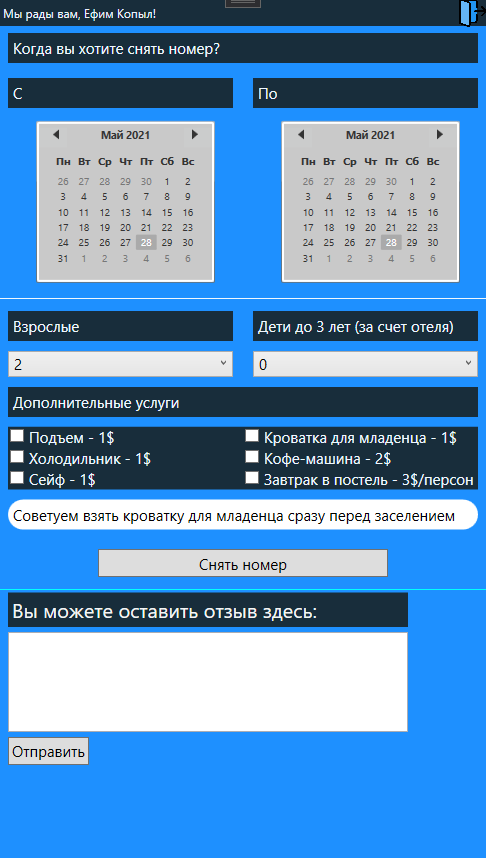 Мы рады вам, Ефим Копыл!
Когда вы хотите снять номер?
С
По
Май 2021
Пн Вт Ср Чт Пт Сб Вс
26 27 28 29 30 1 2
3 4 5 6 7 8 9
10 11 12 13 14 15 16
17 18 19 20 21 22 23
24 25 26 27 28 29 30
31 1 2 3 4 5 6
Май 2021
Пн Вт Ср Чт Пт Сб Вс
26 27 28 29 30 1 2
3 4 5 6 7 8 9
10 11 12 13 14 15 16
17 18 19 20 21 22 23
24 25 26 27 28 29 30
31 1 2 3 4 5 6
Взрослые
Дети до 3 лет (за счет отеля)
2
0
Дополнительные услуги
Подъем - 1$
Кроватка для младенца - 1$
Холодильник - 1$
Кофе-машина - 2$
Сейф - 1$
Завтрак в постель - 3$/персон
Советуем взять кроватку для младенца сразу перед заселением
Снять номер
Вы можете оставить отзыв здесь:
Отправить